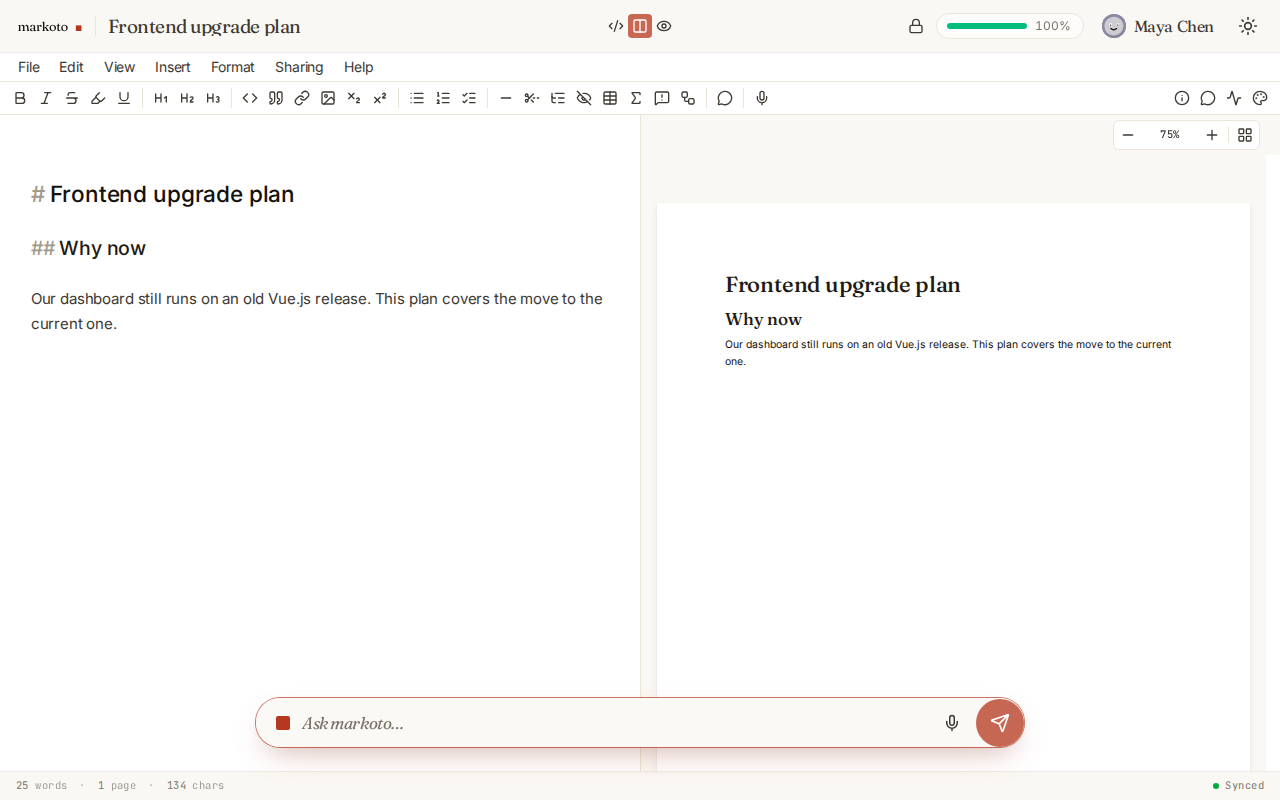 markoto
Frontend upgrade plan
100%
Maya Chen
File Edit View Insert Format Sharing Help
H1 H2 H3
75%
# Frontend upgrade plan
## Why now
Our dashboard still runs on an old Vue.js release. This plan covers the move to the
current one.
Frontend upgrade plan
Why now
Our dashboard still runs on an old Vue.js release. This plan covers the move to the current
one.
Ask markoto...
25 words · 1 page · 134 chars
Synced